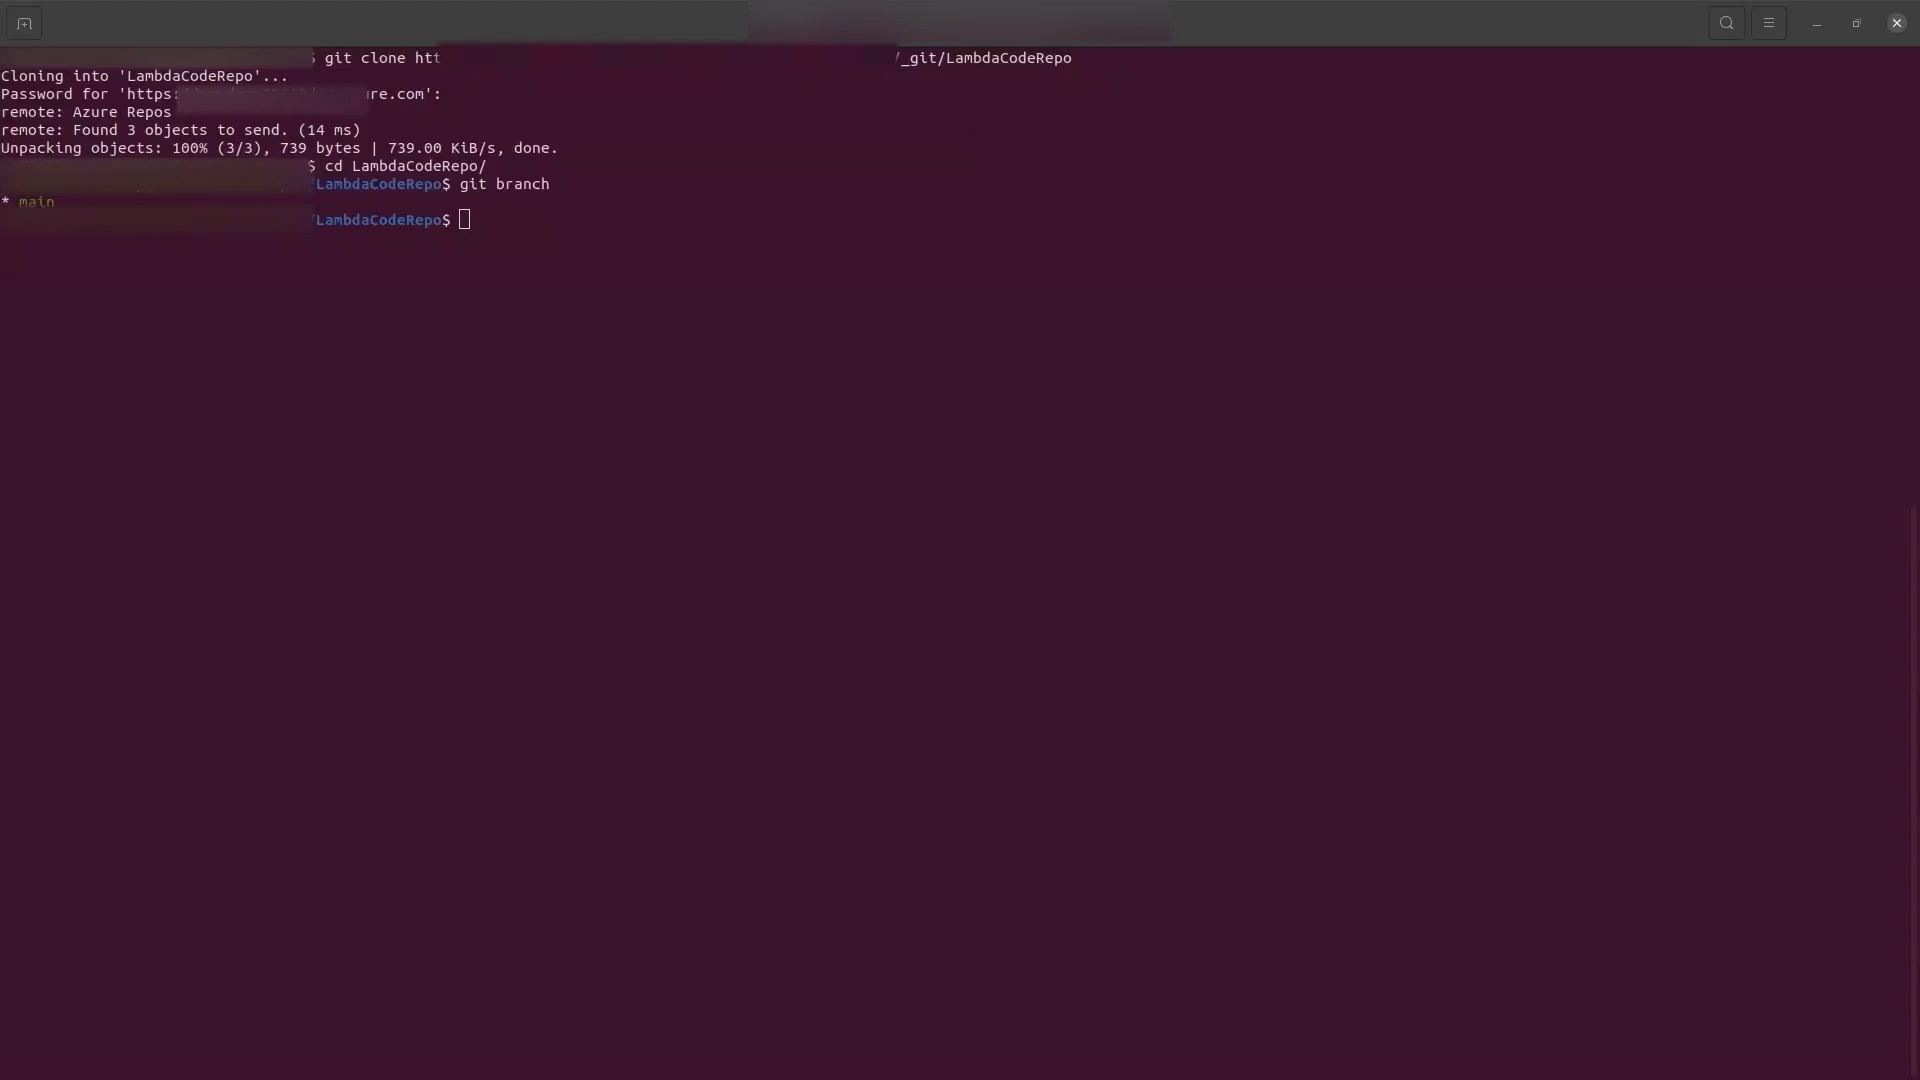 $ git clone htt /_git/LambdaCodeRepo
Cloning into 'LambdaCodeRepo'...
Password for 'https: re.com':
remote: Azure Repos
remote: Found 3 objects to send. (14 ms)
Unpacking objects: 100% (3/3), 739 bytes | 739.00 KiB/s, done.
$ cd LambdaCodeRepo/
/LambdaCodeRepo$ git branch
* main
/LambdaCodeRepo$